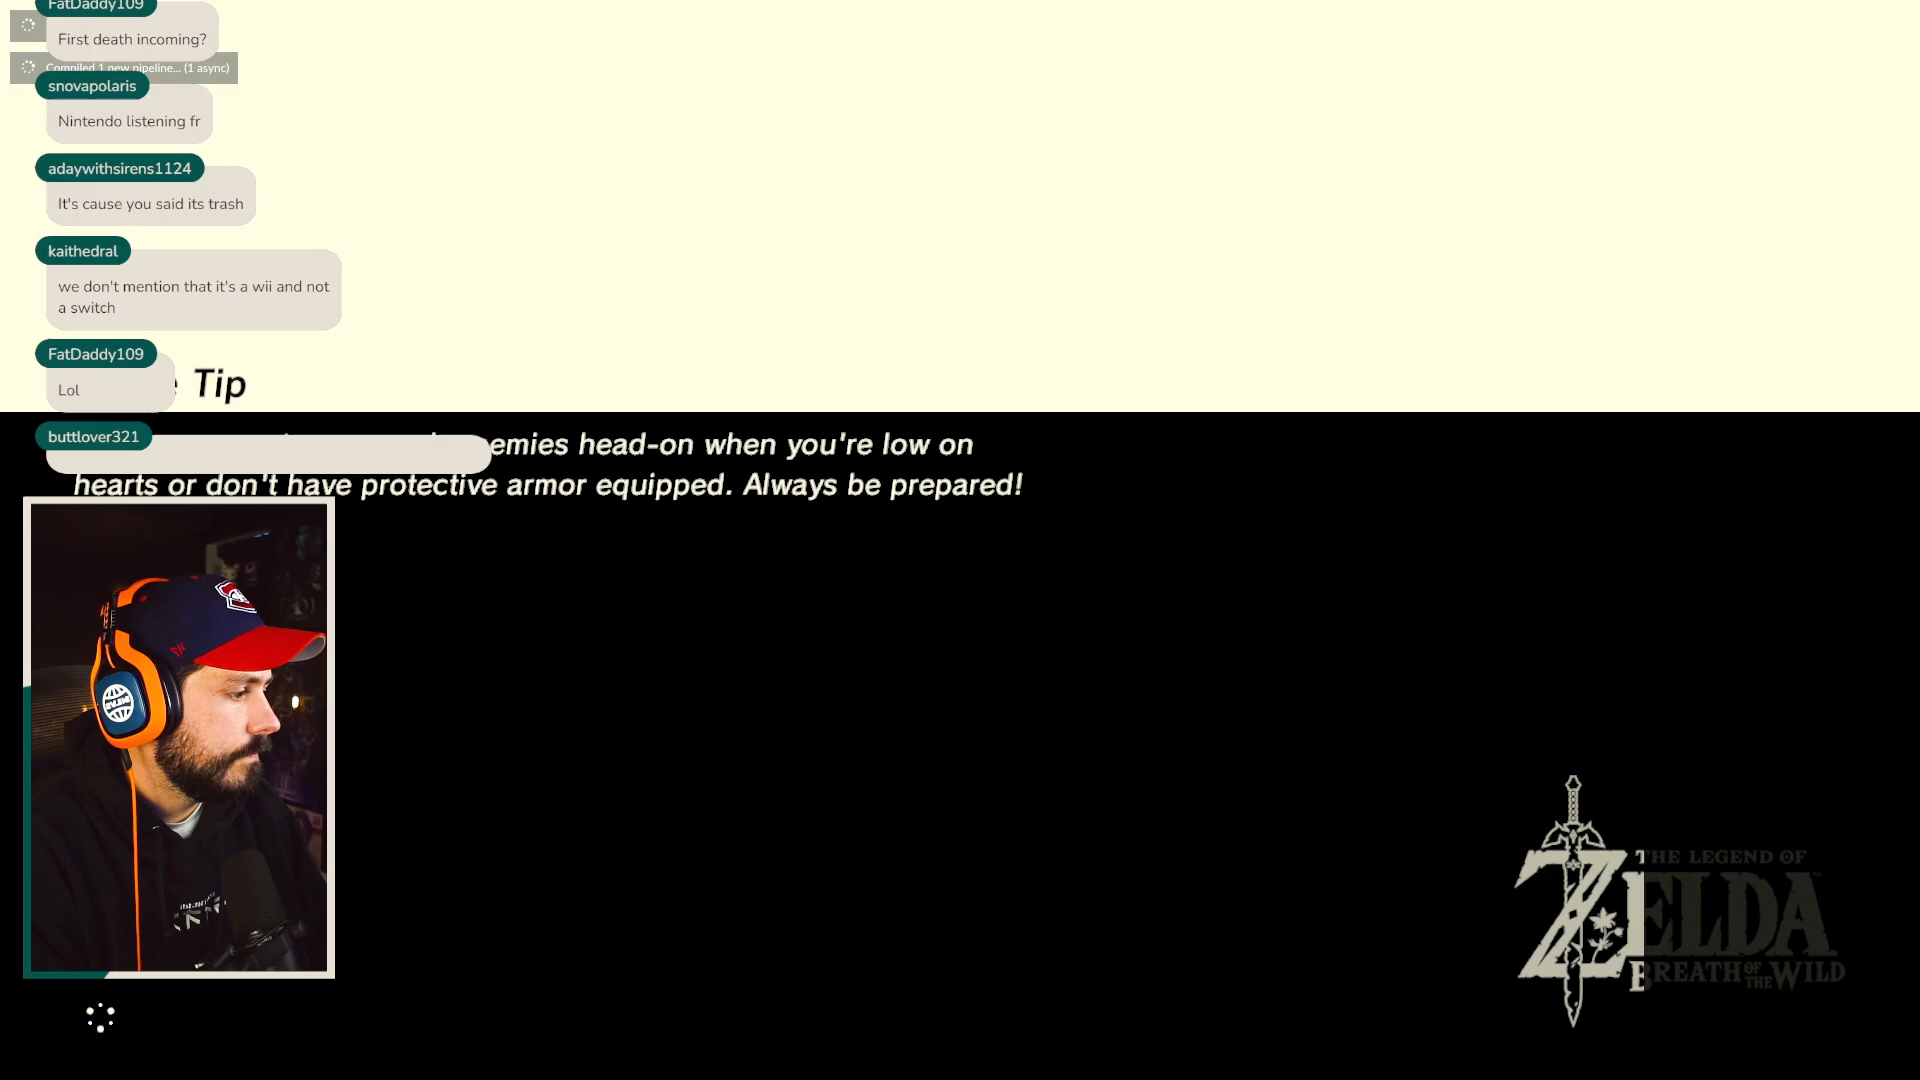 FatDaddy109
First death incoming?
Compiled 1 new pipeline... (1 async)
snovapolaris
Nintendo listening fr
adaywithsirens1124
It's cause you said its trash
kaithedral
we don't mention that it's a wii and not
a switch
FatDaddy109
Lol
Tip
buttlover321
head-on when you're low on
hearts or don't have protective armor equipped. Always be prepared!
THE LEGEND OF
ZELDA
BREATH OF THE WILD